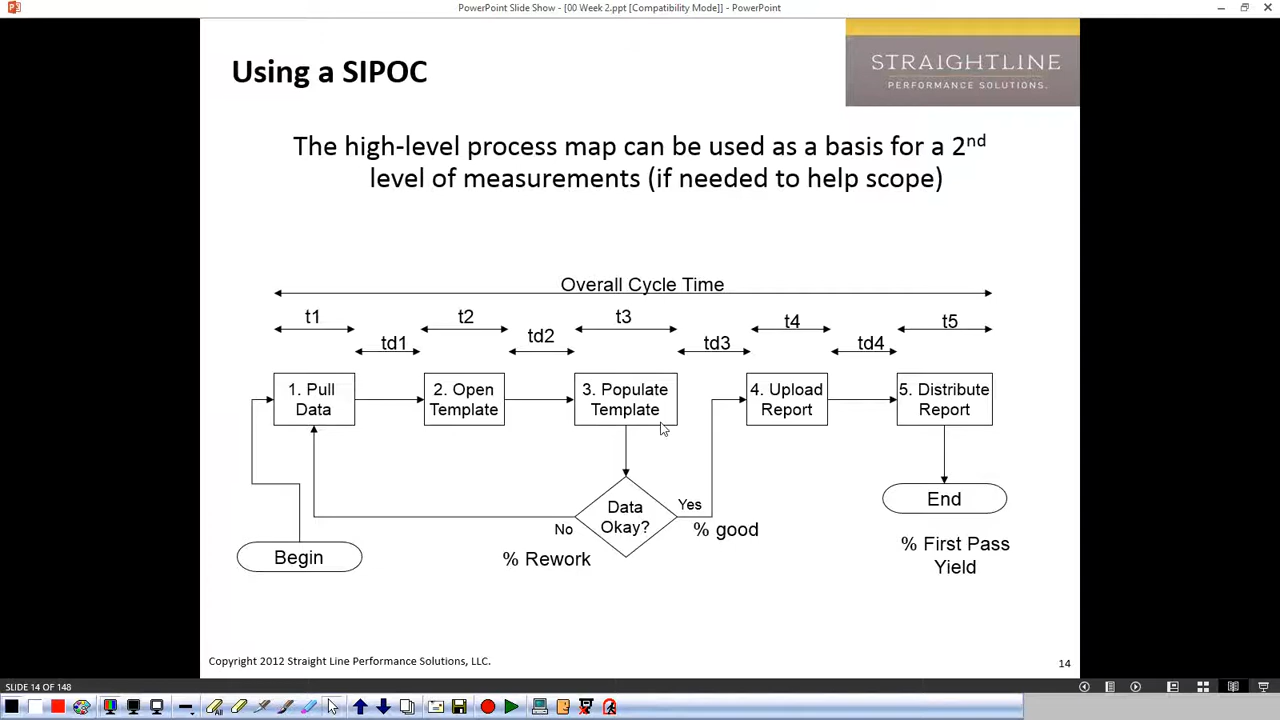 PowerPoint Slide Show - [00 Week 2.ppt [Compatibility Mode]] - PowerPoint
Using a SIPOC
STRAIGHTLINE
PERFORMANCE SOLUTIONS.
The high-level process map can be used as a basis for a 2nd
level of measurements (if needed to help scope)
Overall Cycle Time
t1
t2
t3
t4
t5
td1
td2
td3
td4
1. Pull
Data
2. Open
Template
3. Populate
Template
4. Upload
Report
5. Distribute
Report
Data
Okay?
Yes
No
% good
% Rework
Begin
End
% First Pass
Yield
Copyright 2012 Straight Line Performance Solutions, LLC.
14
SLIDE 14 OF 148